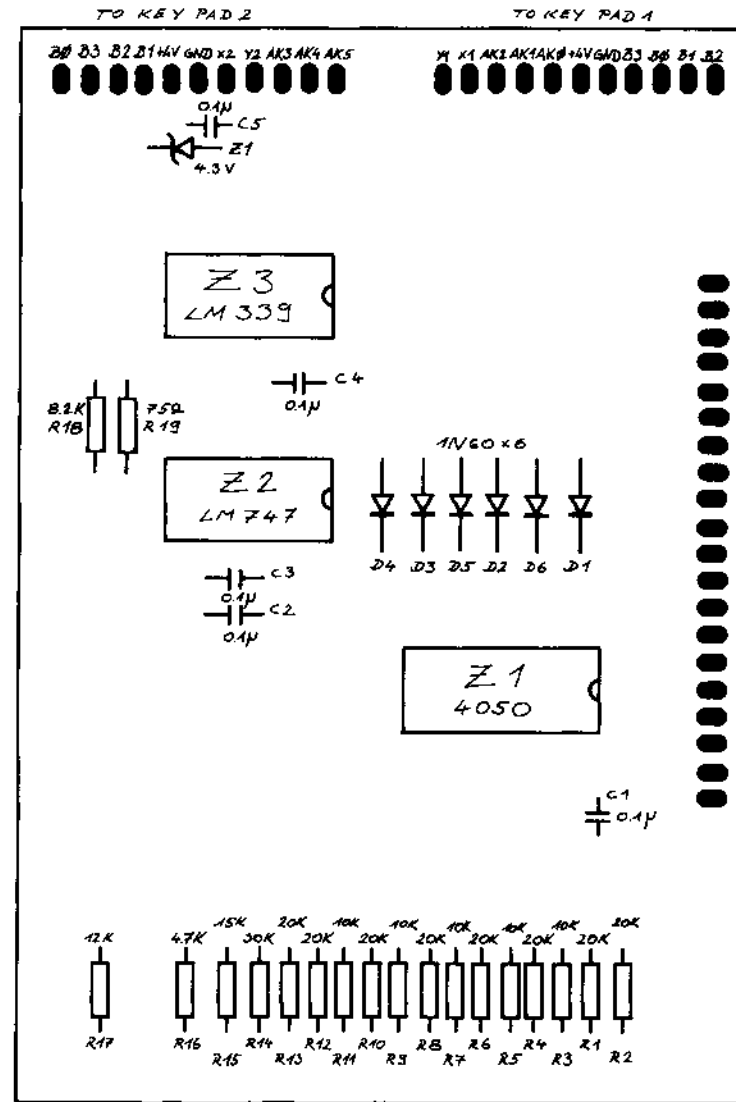 TO KEY PAD 2
TO KEY PAD 1
BØ B3 B2 B1 +4V GND X2 Y2 AK3 AK4 AK5
Y1 X1 AK2 AK1 AKØ +4V GND B3 BØ B1 B2
0.1µ
C5
Z1
4.3V
Z3
LM 339
C4
0.1µ
8.2K
R18
75Ω
R19
1N60 x 6
Z2
LM 747
D4 D3 D5 D2 D6 D1
C3
0.1µ
C2
0.1µ
Z1
4050
C1
0.1µ
15K 20K 10K 10K 10K 10K 10K 20K
12K 4.7K 30K 20K 20K 20K 20K 20K 20K
R17 R16 R14 R12 R10 R8 R6 R4 R1
R15 R13 R11 R9 R7 R5 R3 R2